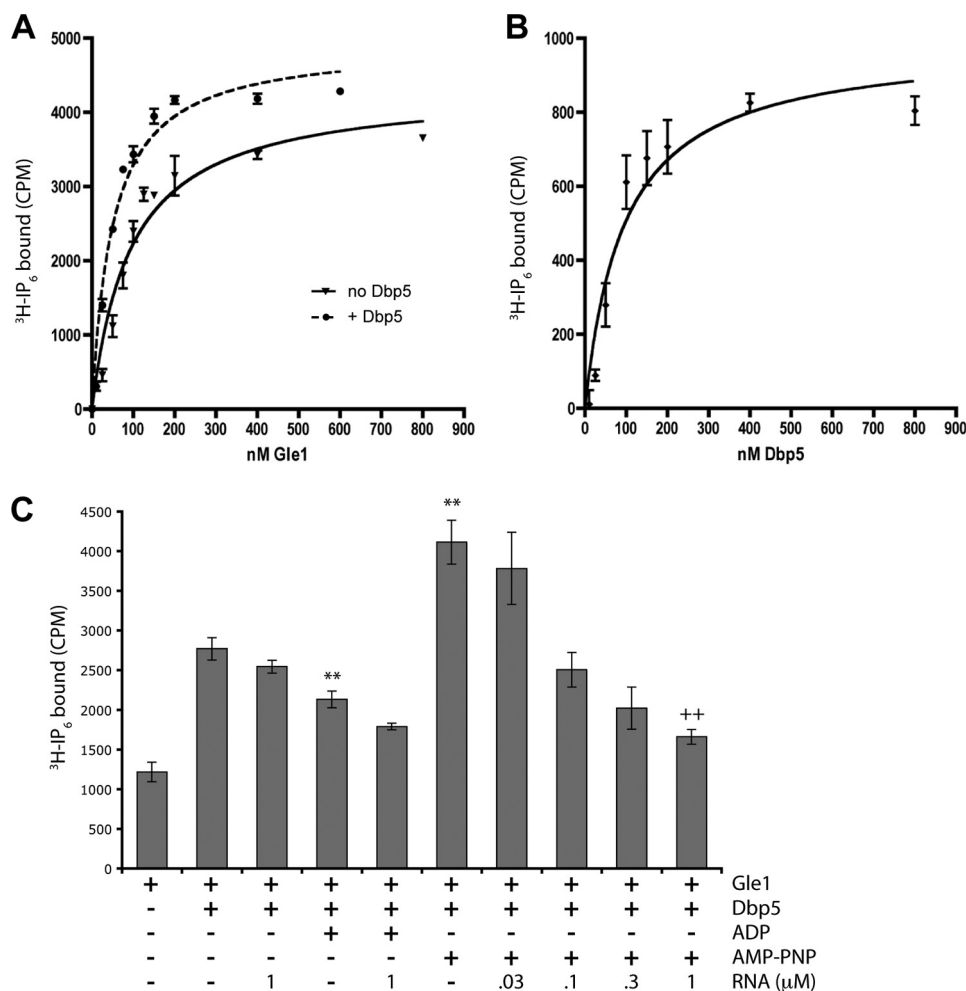 A
5000
4000
3000
2000
1000
0
³H-IP₆ bound (CPM)
no Dbp5
+ Dbp5
0 100 200 300 400 500 600 700 800 900
nM Gle1
B
1000
800
600
400
200
0
³H-IP₆ bound (CPM)
0 100 200 300 400 500 600 700 800 900
nM Dbp5
C
4500
4000
3500
3000
2500
2000
1500
1000
500
0
³H-IP₆ bound (CPM)
** ** ++
+ + + + + + + + + + Gle1
- + + + + + + + + + Dbp5
- - - + + - - - - - ADP
- - - - - + + + + + AMP-PNP
- - 1 - 1 - .03 .1 .3 1 RNA (μM)